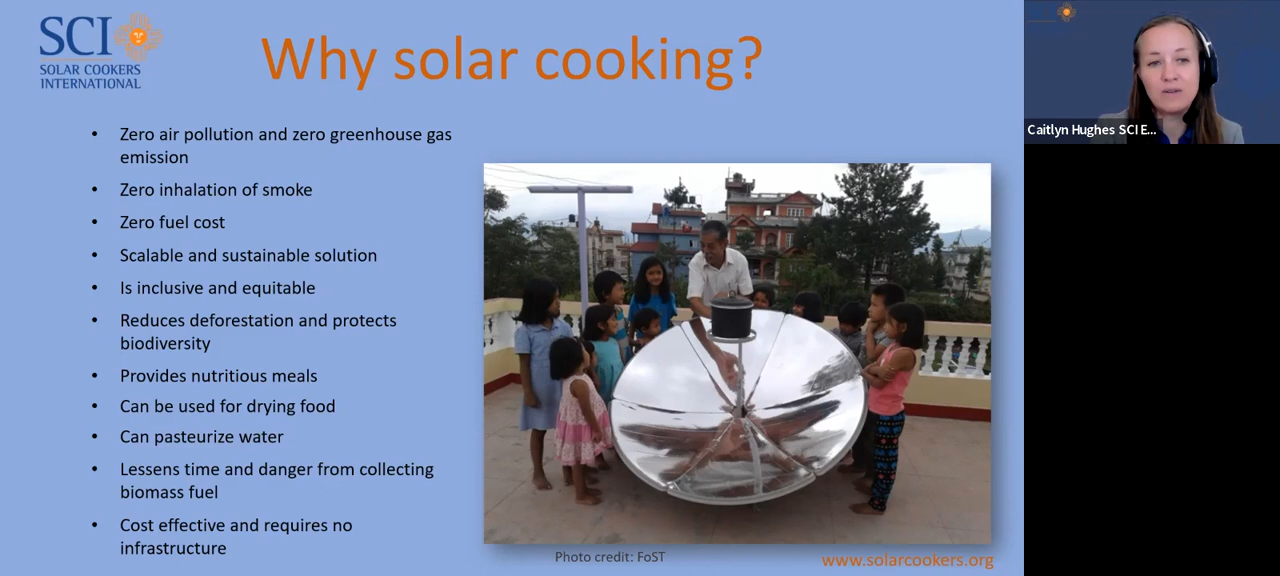 SCI
SOLAR COOKERS
INTERNATIONAL
Why solar cooking?
• Zero air pollution and zero greenhouse gas
emission
• Zero inhalation of smoke
• Zero fuel cost
• Scalable and sustainable solution
• Is inclusive and equitable
• Reduces deforestation and protects
biodiversity
• Provides nutritious meals
• Can be used for drying food
• Can pasteurize water
• Lessens time and danger from collecting
biomass fuel
• Cost effective and requires no
infrastructure
Photo credit: FoST
www.solarcookers.org
Caitlyn Hughes SCI E...